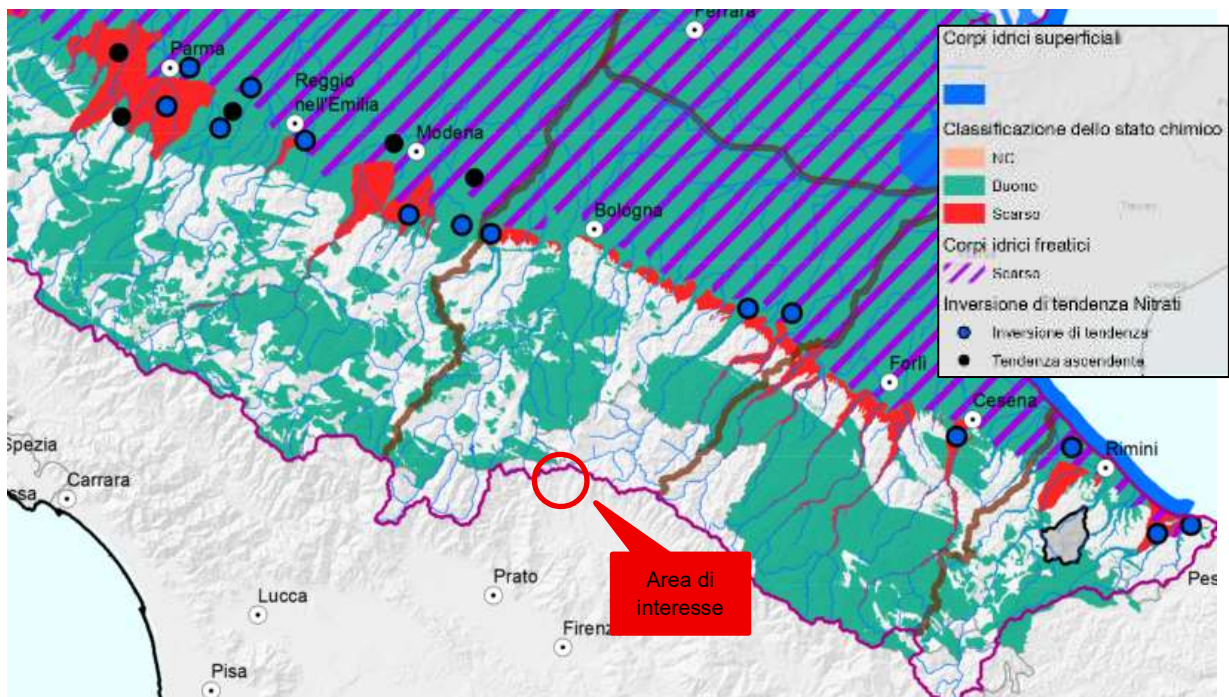 Ferrara
Parma
Reggio
nell'Emilia
Modena
Bologna
Forlì
Cesena
Rimini
Spezia
Carrara
Prato
Lucca
Firenz
Pisa
Pes
Area di
interesse
Corpi idrici superficiali
Classificazione dello stato chimico
NC
Buono
Scarso
Corpi idrici freatici
Scarso
Inversione di tendenza Nitrati
Inversione di tendenza
Tendenza ascendente